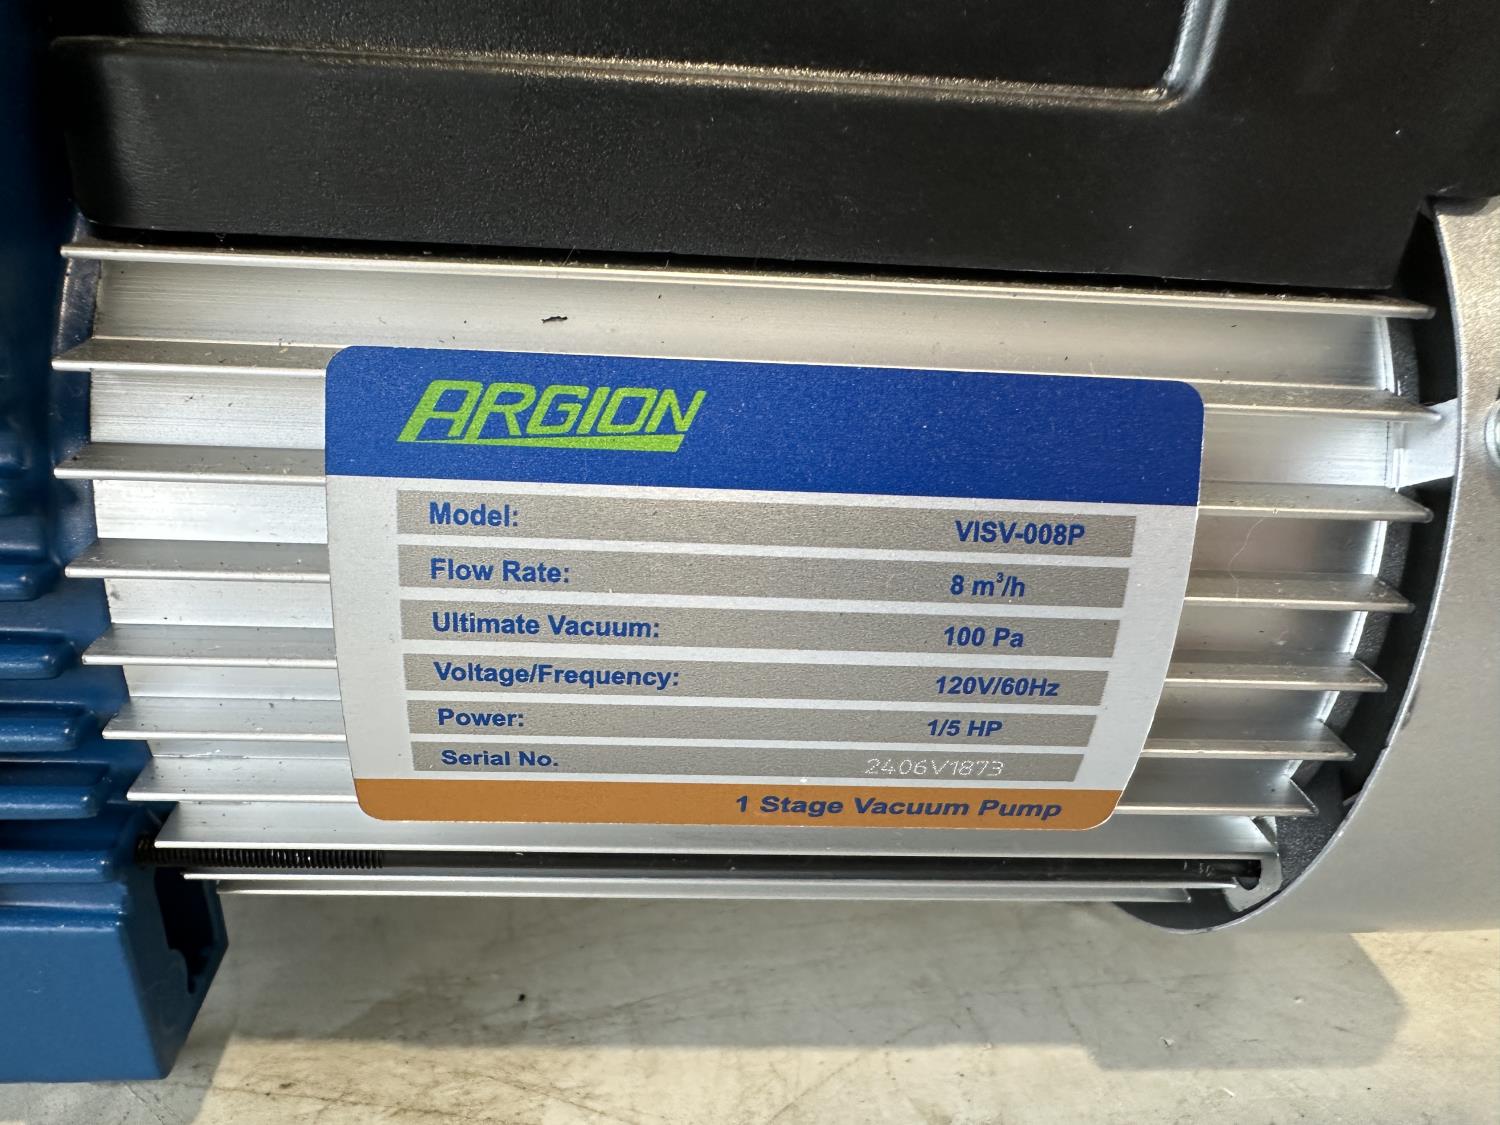 ARGION
Model: VISV-008P
Flow Rate: 8 m³/h
Ultimate Vacuum: 100 Pa
Voltage/Frequency: 120V/60Hz
Power: 1/5 HP
Serial No. 2406V1873
1 Stage Vacuum Pump